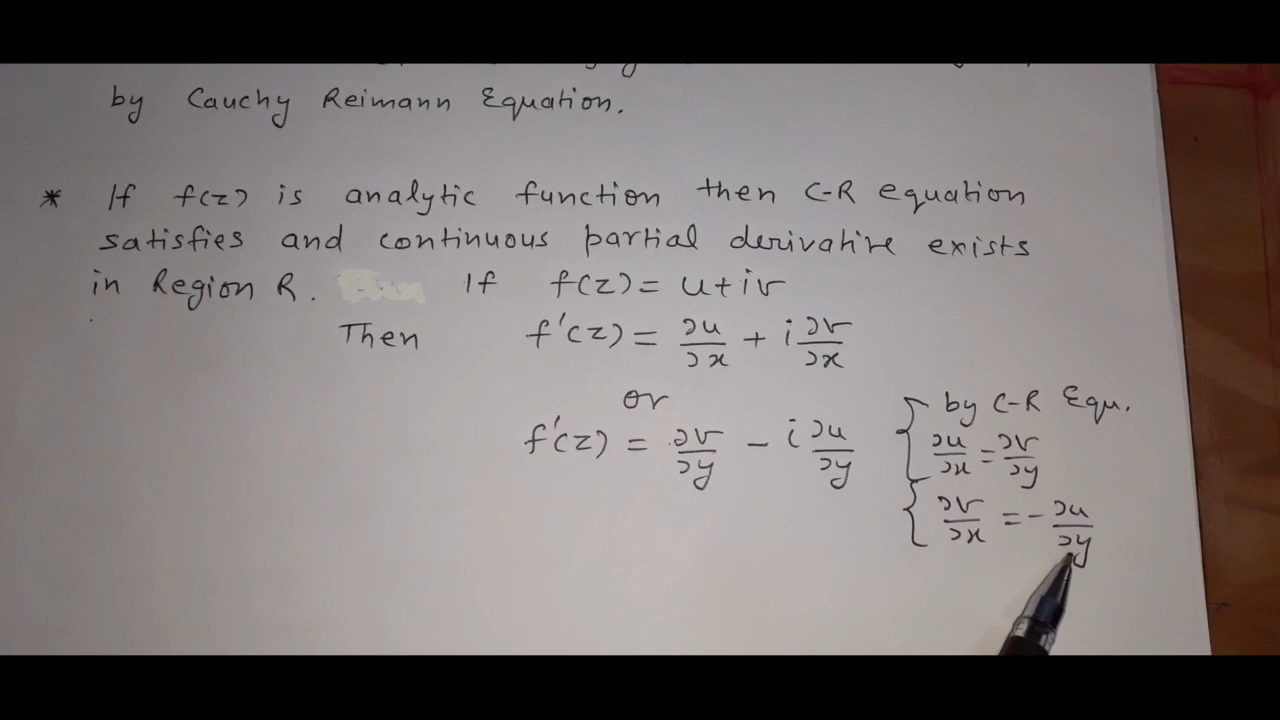 by Cauchy Reimann Equation.
* If f(z) is analytic function then C-R equation
satisfies and continuous partial derivative exists
in Region R. If f(z) = u+iv
Then f'(z) = ∂u/∂x + i ∂v/∂x
or
f'(z) = ∂v/∂y - i ∂u/∂y
by C-R Equ.
∂u/∂x = ∂v/∂y
∂v/∂x = - ∂u/∂y